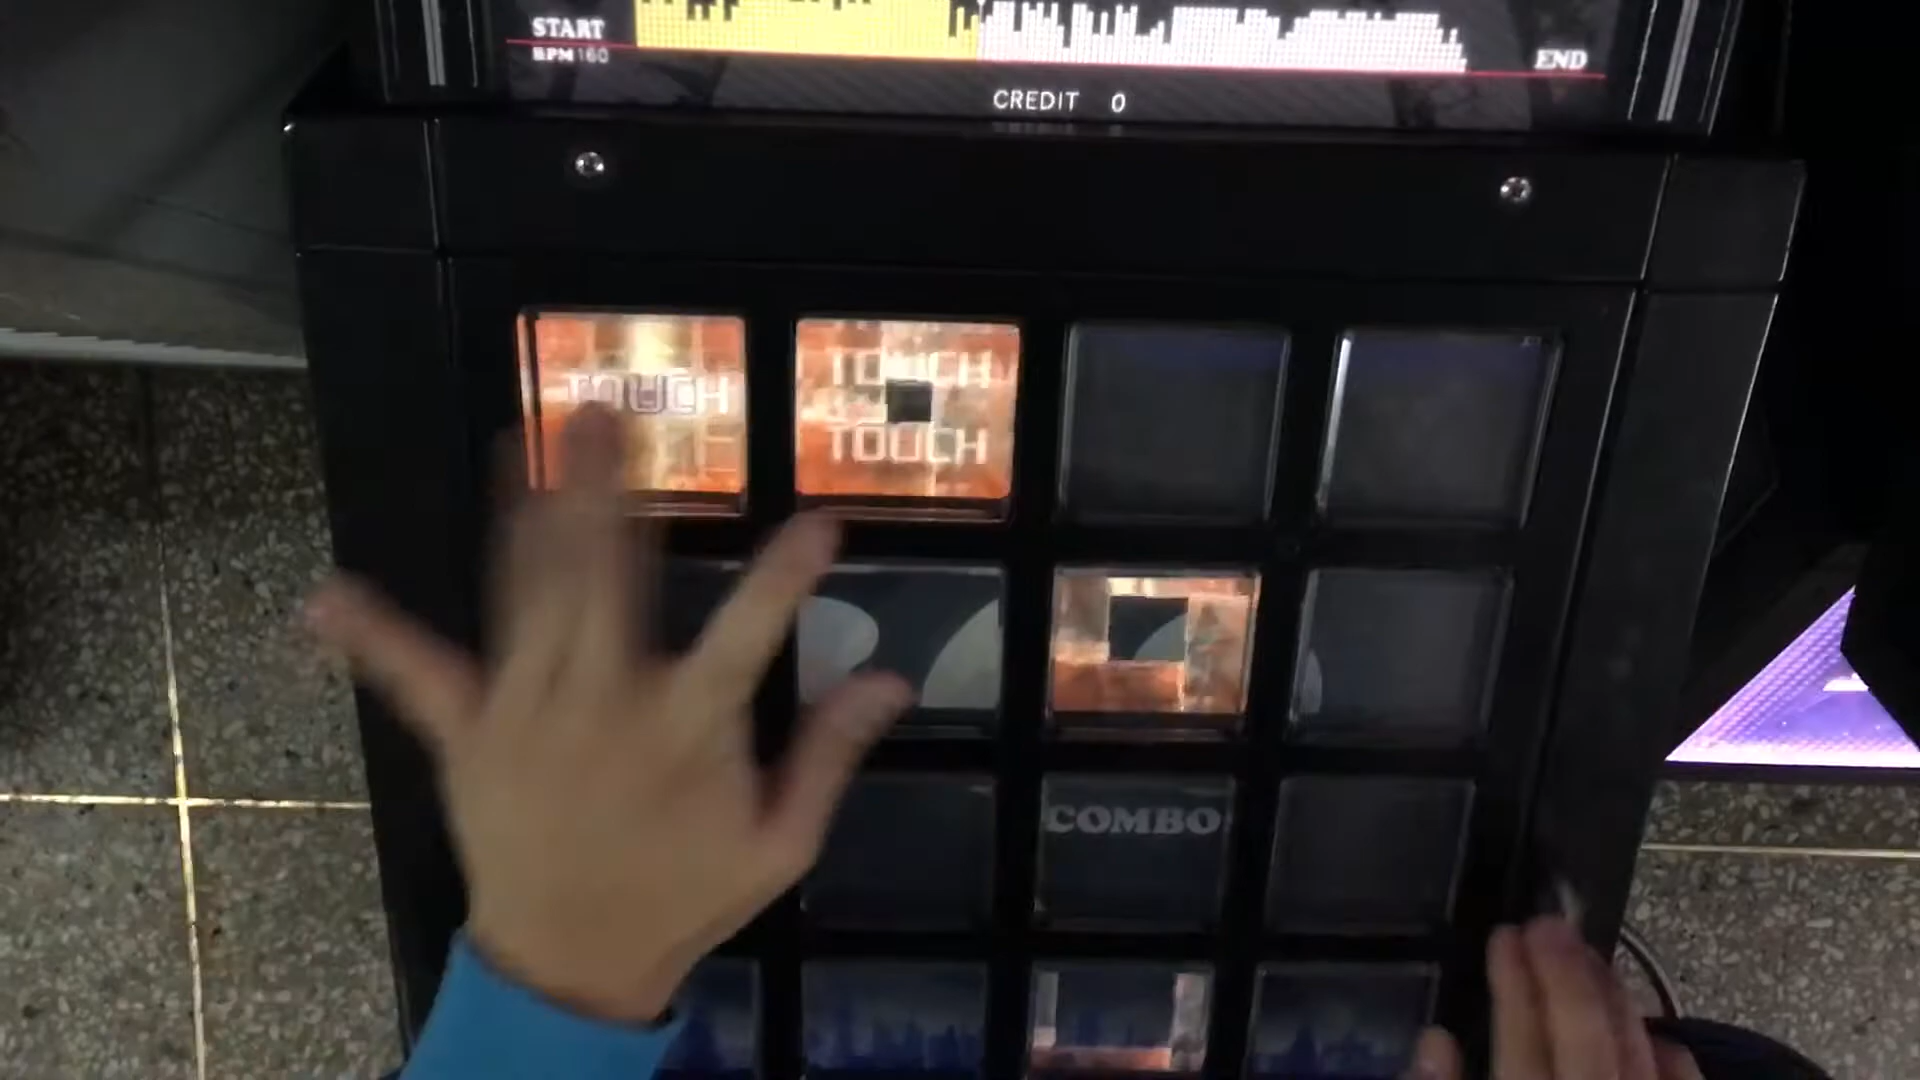 START
BPM 160
END
CREDIT 0
TOUCH
TOUCH
TOUCH
COMBO